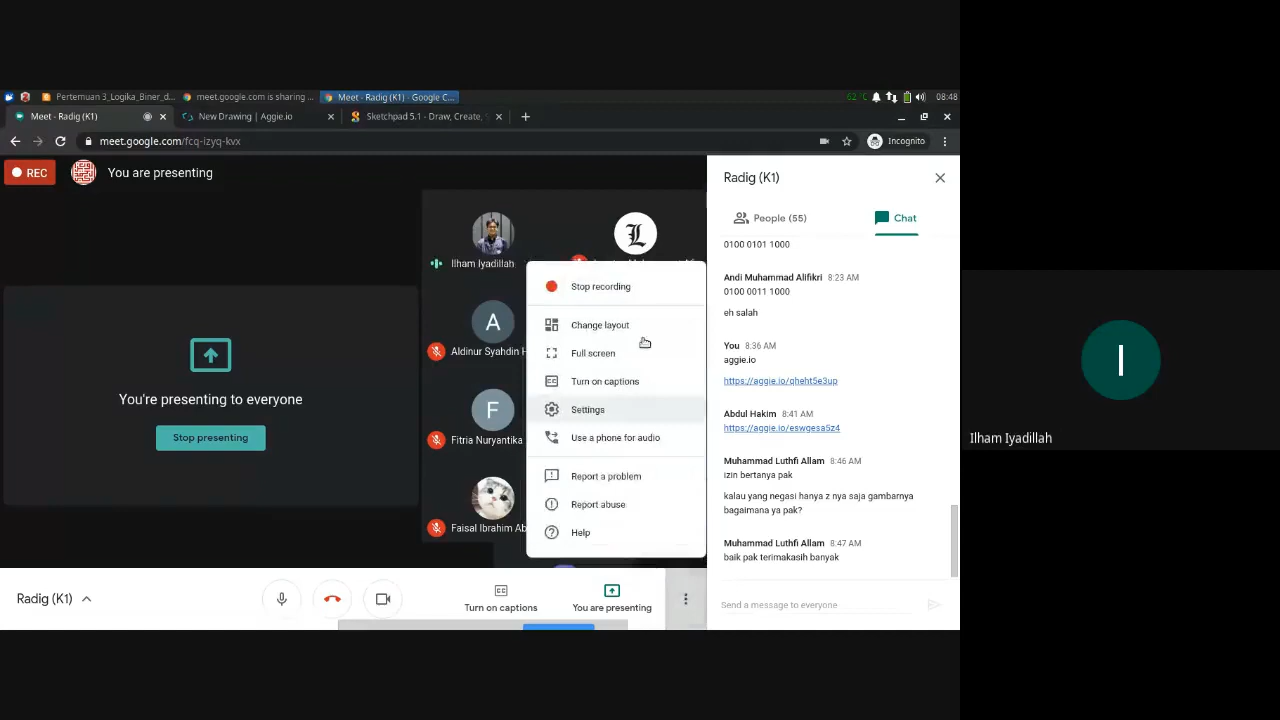 Pertemuan 3_Logika_Biner_d...
meet.google.com is sharing ...
Meet - Radig (K1) - Google C...
62°C
08:48
Meet - Radig (K1)
New Drawing | Aggie.io
Sketchpad 5.1 - Draw, Create,
meet.google.com/fcq-izyq-kvx
Incognito
REC
You are presenting
Radig (K1)
People (55)
Chat
0100 0101 1000
Andi Muhammad Alifikri 8:23 AM
0100 0011 1000
eh salah
You 8:36 AM
aggie.io
https://aggie.io/qheht5e3up
Abdul Hakim 8:41 AM
https://aggie.io/eswgesa5z4
Muhammad Luthfi Allam 8:46 AM
izin bertanya pak
kalau yang negasi hanya z nya saja gambarnya
bagaimana ya pak?
Muhammad Luthfi Allam 8:47 AM
baik pak terimakasih banyak
Send a message to everyone
Ilham Iyadillah
L
A
Aldinur Syahdin H
F
Fitria Nuryantika
Faisal Ibrahim Ab
You're presenting to everyone
Stop presenting
Stop recording
Change layout
Full screen
Turn on captions
Settings
Use a phone for audio
Report a problem
Report abuse
Help
Radig (K1)
Turn on captions
You are presenting
I
Ilham Iyadillah